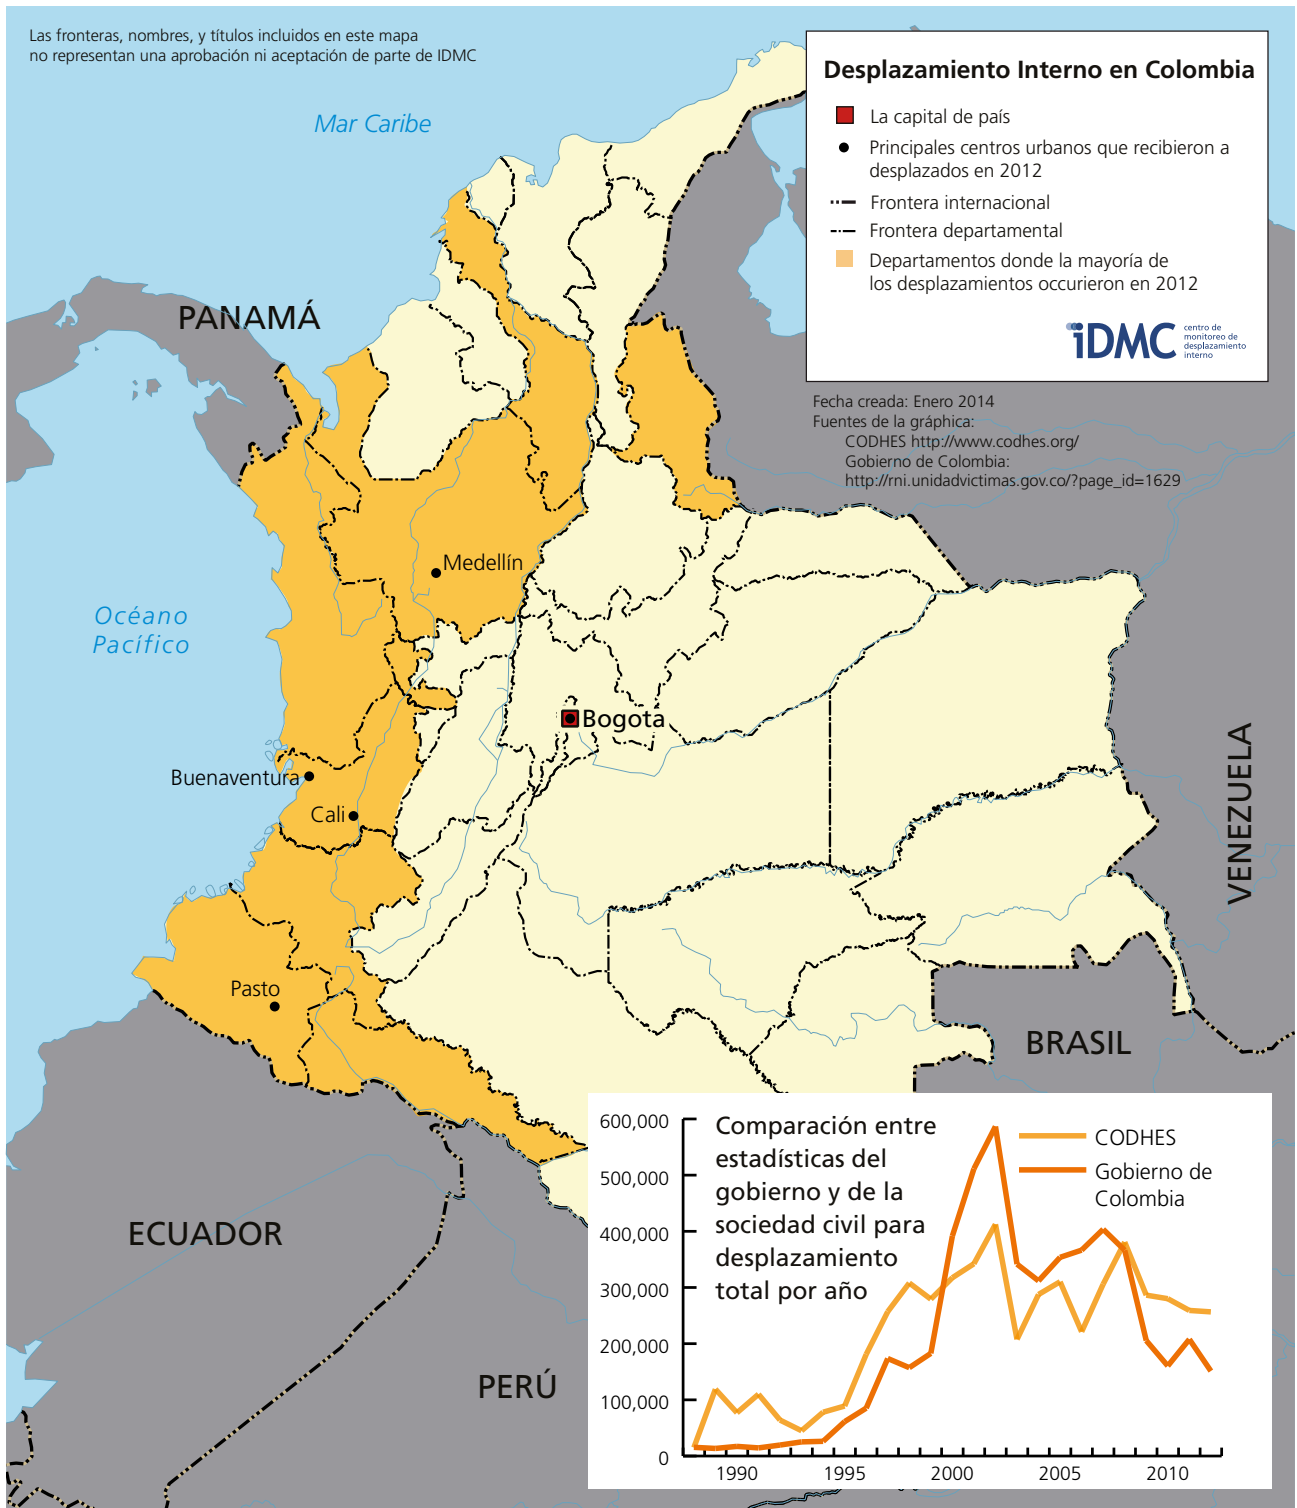 Las fronteras, nombres, y títulos incluidos en este mapa
no representan una aprobación ni aceptación de parte de IDMC
Desplazamiento Interno en Colombia
La capital de país
Principales centros urbanos que recibieron a
desplazados en 2012
Frontera internacional
Frontera departamental
Departamentos donde la mayoría de
los desplazamientos occurieron en 2012
iDMC
centro de
monitoreo de
desplazamiento
interno
Fecha creada: Enero 2014
Fuentes de la gráphica:
CODHES http://www.codhes.org/
Gobierno de Colombia:
http://rni.unidadvictimas.gov.co/?page_id=1629
Mar Caribe
PANAMÁ
Medellín
Océano
Pacífico
Bogota
Buenaventura
Cali
VENEZUELA
Pasto
BRASIL
ECUADOR
PERÚ
Comparación entre
estadísticas del
gobierno y de la
sociedad civil para
desplazamiento
total por año
CODHES
Gobierno de
Colombia
600,000
500,000
400,000
300,000
200,000
100,000
0
1990 1995 2000 2005 2010